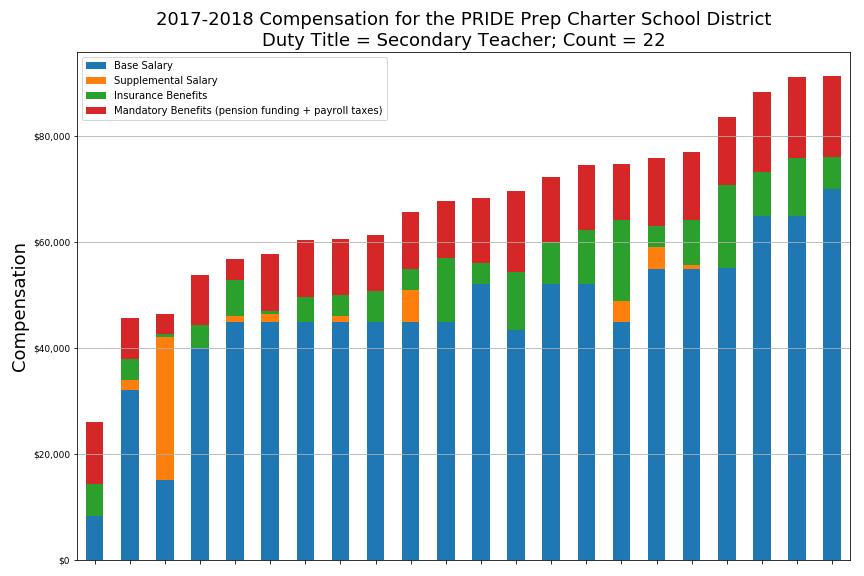 2017-2018 Compensation for the PRIDE Prep Charter School District
Duty Title = Secondary Teacher; Count = 22
Base Salary
Supplemental Salary
Insurance Benefits
Mandatory Benefits (pension funding + payroll taxes)
$80,000
$60,000
$40,000
$20,000
$0
Compensation